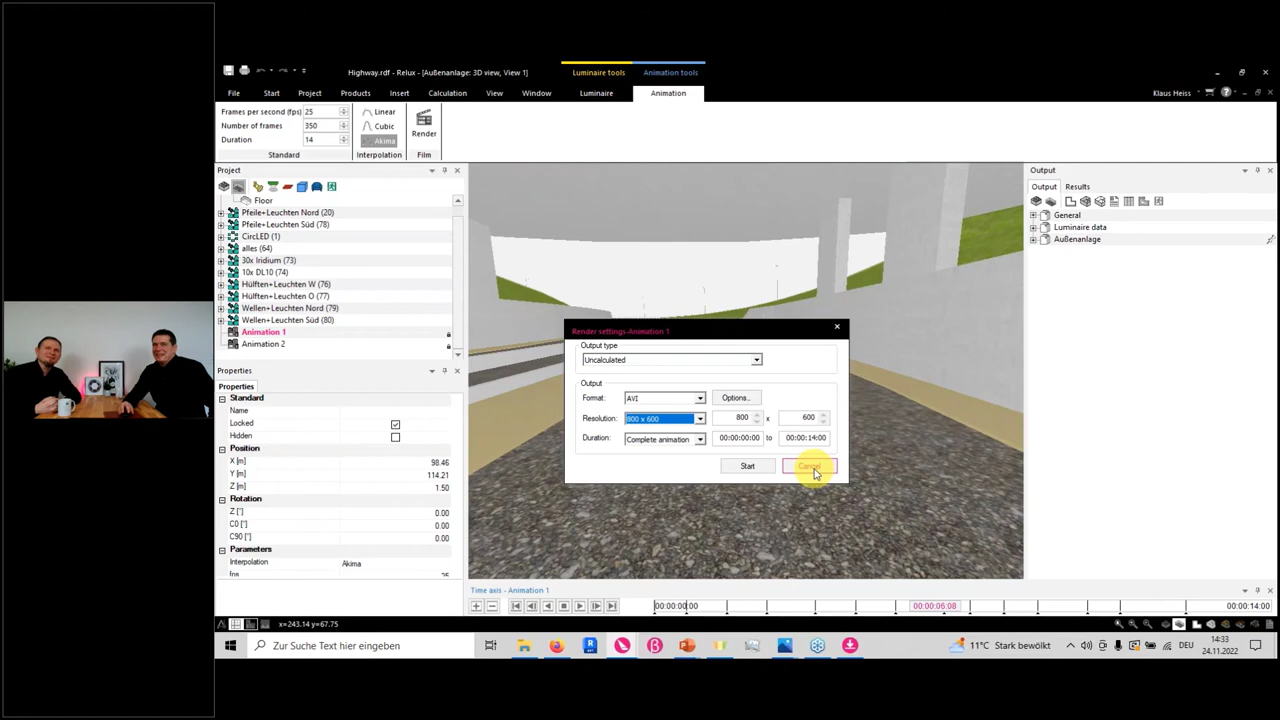 Highway.rdf - Relux - [Außenanlage: 3D view, View 1]
Luminaire tools
Animation tools
File Start Project Products Insert Calculation View Window Luminaire Animation
Klaus Heiss
Frames per second (fps) 25
Number of frames 350
Duration 14
Standard
Linear
Cubic
Akima
Interpolation
Render
Film
Project
Floor
Pfeile+Leuchten Nord (20)
Pfeile+Leuchten Süd (78)
CircLED (1)
alles (64)
30x Iridium (73)
10x DL10 (74)
Hülften+Leuchten W (76)
Hülften+Leuchten O (77)
Wellen+Leuchten Nord (79)
Wellen+Leuchten Süd (80)
Animation 1
Animation 2
Properties
Properties
Standard
Name
Locked
Hidden
Position
X [m] 98.46
Y [m] 114.21
Z [m] 1.50
Rotation
Z [°] 0.00
C0 [°] 0.00
C90 [°] 0.00
Parameters
Interpolation Akima
fps 25
Render settings-Animation 1
Output type
Uncalculated
Output
Format: AVI Options...
Resolution: 800 x 600 800 x 600
Duration: Complete animation 00:00:00:00 to 00:00:14:00
Start Cancel
Output
Output Results
General
Luminaire data
Außenanlage
Time axis - Animation 1
00:00:00:00 00:00:06:08 00:00:14:00
x=243.14 y=67.75
Zur Suche Text hier eingeben
11°C Stark bewölkt
DEU
14:33
24.11.2022